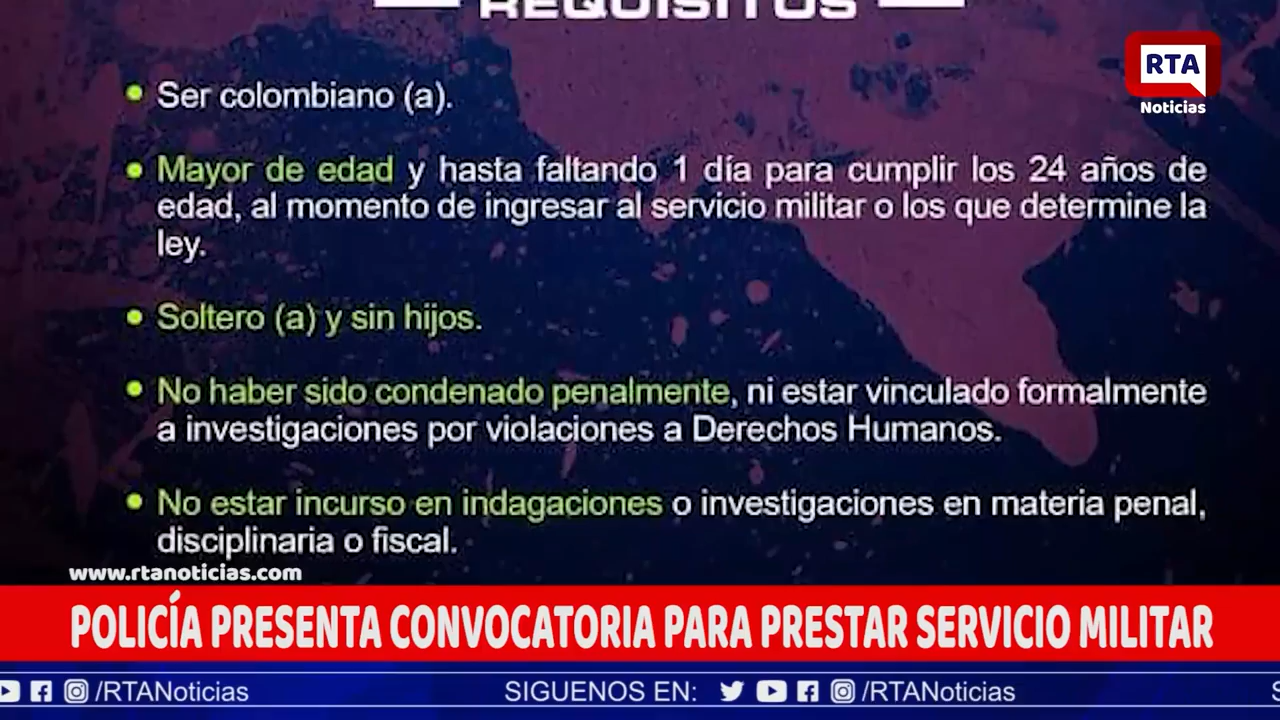 REQUISITOS
RTA
Noticias
Ser colombiano (a).
Mayor de edad y hasta faltando 1 día para cumplir los 24 años de
edad, al momento de ingresar al servicio militar o los que determine la
ley.
Soltero (a) y sin hijos.
No haber sido condenado penalmente, ni estar vinculado formalmente
a investigaciones por violaciones a Derechos Humanos.
No estar incurso en indagaciones o investigaciones en materia penal,
disciplinaria o fiscal.
www.rtanoticias.com
POLICÍA PRESENTA CONVOCATORIA PARA PRESTAR SERVICIO MILITAR
/RTANoticias SIGUENOS EN: /RTANoticias S